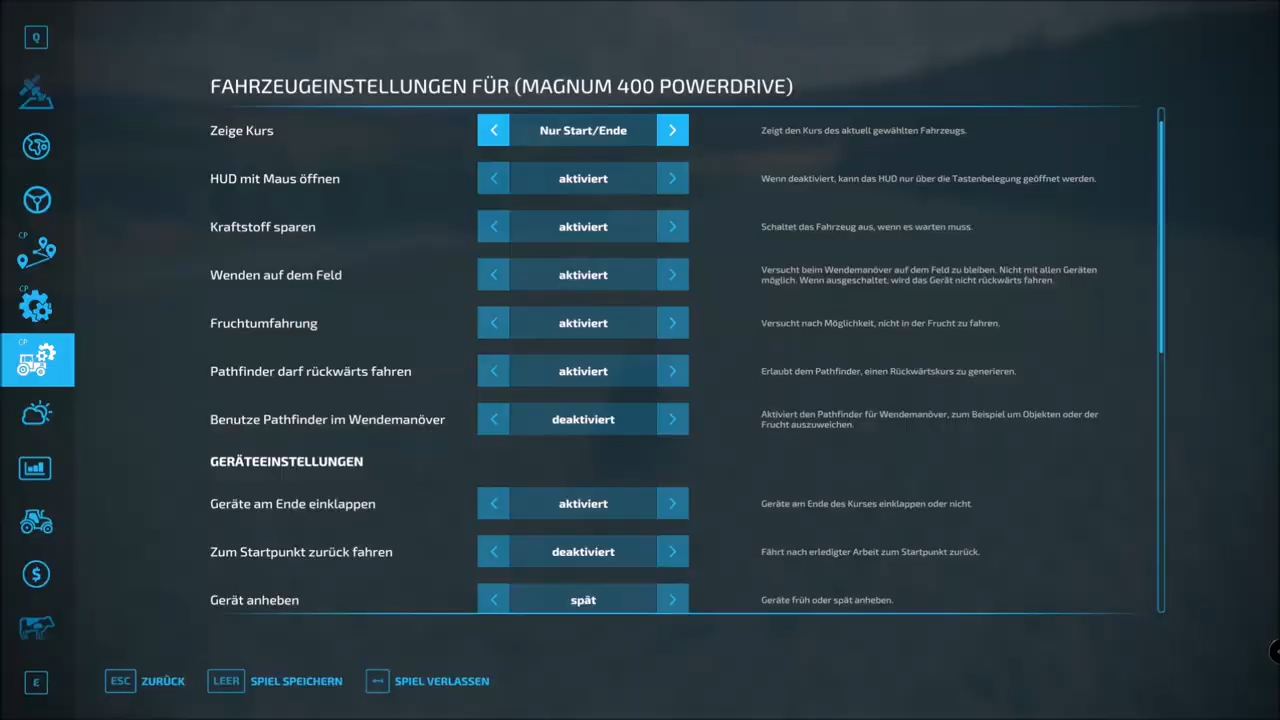 Q
FAHRZEUGEINSTELLUNGEN FÜR (MAGNUM 400 POWERDRIVE)
Zeige Kurs
Nur Start/Ende
Zeigt den Kurs des aktuell gewählten Fahrzeugs.
HUD mit Maus öffnen
aktiviert
Wenn deaktiviert, kann das HUD nur über die Tastenbelegung geöffnet werden.
Kraftstoff sparen
aktiviert
Schaltet das Fahrzeug aus, wenn es warten muss.
CP
Wenden auf dem Feld
aktiviert
Versucht beim Wendemanöver auf dem Feld zu bleiben. Nicht mit allen Geräten
möglich. Wenn ausgeschaltet, wird das Gerät nicht rückwärts fahren.
CP
Fruchtumfahrung
aktiviert
Versucht nach Möglichkeit, nicht in der Frucht zu fahren.
CP
Pathfinder darf rückwärts fahren
aktiviert
Erlaubt dem Pathfinder, einen Rückwärtskurs zu generieren.
Benutze Pathfinder im Wendemanöver
deaktiviert
Aktiviert den Pathfinder für Wendemanöver, zum Beispiel um Objekten oder der
Frucht auszuweichen.
GERÄTEEINSTELLUNGEN
Geräte am Ende einklappen
aktiviert
Geräte am Ende des Kurses einklappen oder nicht.
Zum Startpunkt zurück fahren
deaktiviert
Fährt nach erledigter Arbeit zum Startpunkt zurück.
Gerät anheben
spät
Geräte früh oder spät anheben.
E
ESC ZURÜCK LEER SPIEL SPEICHERN SPIEL VERLASSEN